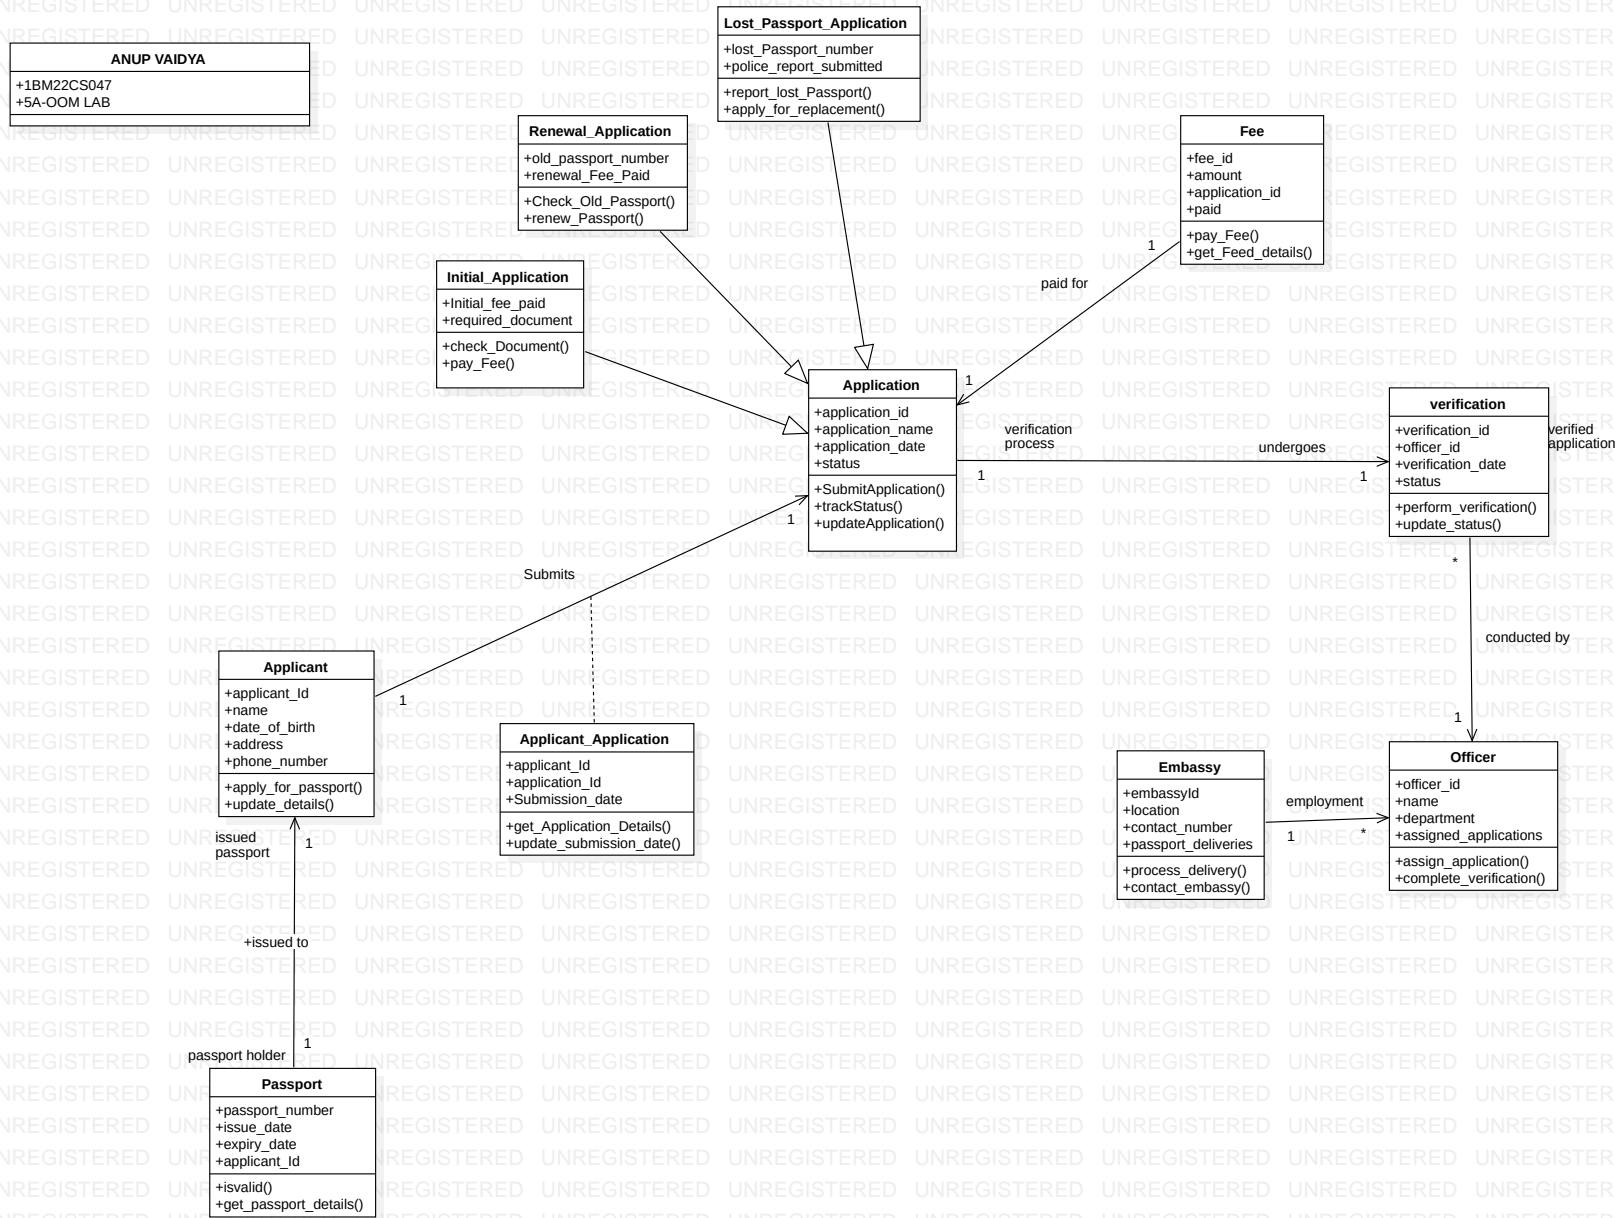 ANUP VAIDYA
+1BM22CS047
+5A-OOM LAB
Lost_Passport_Application
+lost_Passport_number
+police_report_submitted
+report_lost_Passport()
+apply_for_replacement()
Renewal_Application
+old_passport_number
+renewal_Fee_Paid
+Check_Old_Passport()
+renew_Passport()
Fee
+fee_id
+amount
+application_id
+paid
+pay_Fee()
+get_Feed_details()
1
paid for
1
Initial_Application
+Initial_fee_paid
+required_document
+check_Document()
+pay_Fee()
Application
+application_id
+application_name
+application_date
+status
+SubmitApplication()
+trackStatus()
+updateApplication()
verification
process
1
undergoes
1
verification
+verification_id
+officer_id
+verification_date
+status
+perform_verification()
+update_status()
verified
application
*
conducted by
1
1
Submits
1
Applicant
+applicant_Id
+name
+date_of_birth
+address
+phone_number
+apply_for_passport()
+update_details()
Applicant_Application
+applicant_Id
+application_Id
+Submission_date
+get_Application_Details()
+update_submission_date()
Embassy
+embassyId
+location
+contact_number
+passport_deliveries
+process_delivery()
+contact_embassy()
employment
1
*
Officer
+officer_id
+name
+department
+assigned_applications
+assign_application()
+complete_verification()
issued
passport
1
+issued to
1
passport holder
Passport
+passport_number
+issue_date
+expiry_date
+applicant_Id
+isvalid()
+get_passport_details()
UNREGISTERED